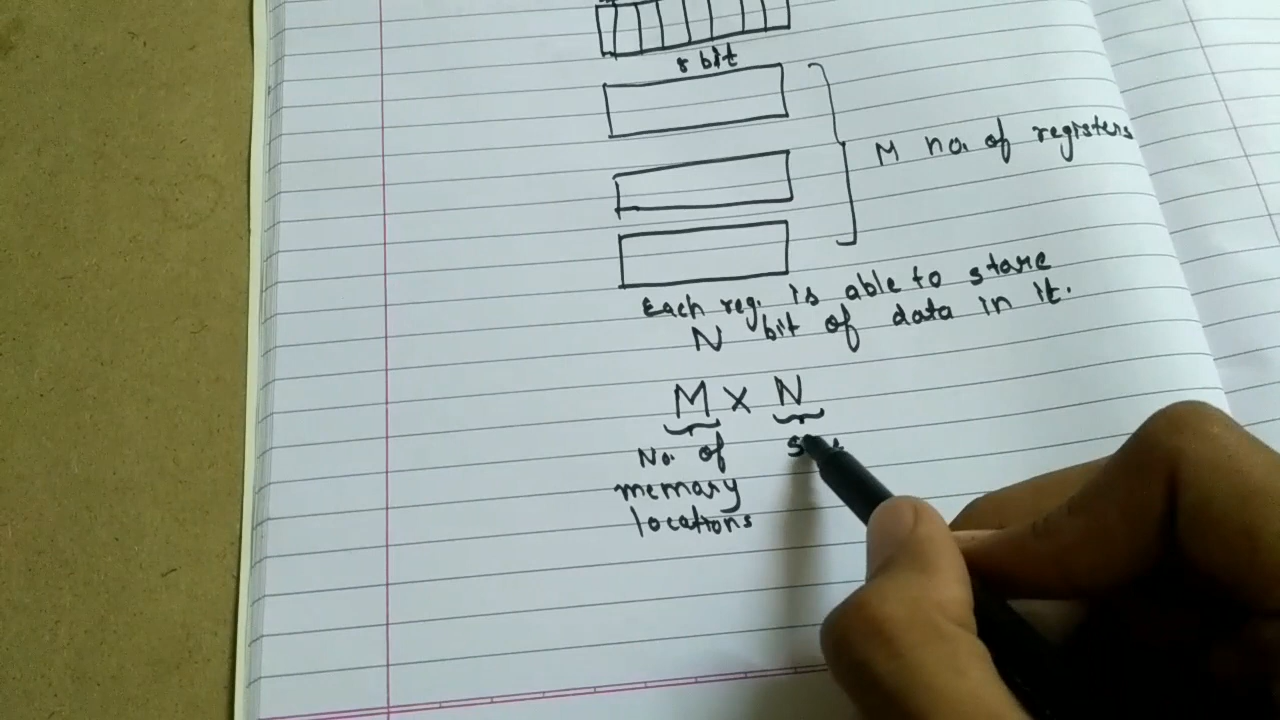 8 bit
M no. of registers
Each reg. is able to store
N bit of data in it.
M X N
No. of
memory
locations